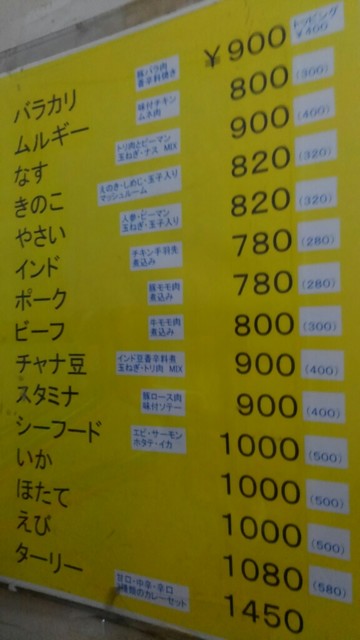 トッピング
バラカリ 豚バラ肉 ¥900 ¥400
香辛料焼き
ムルギー 味付チキン 800 (300)
ムネ肉
なす トリ肉とピーマン 900 (400)
玉ねぎ・ナス MIX
きのこ えのき・しめじ・玉子入り 820 (320)
マッシュルーム
やさい 人参・ピーマン 820 (320)
玉ねぎ・玉子入り
インド チキン手羽先 780 (280)
煮込み
ポーク 豚モモ肉 780 (280)
煮込み
ビーフ 牛モモ肉 800 (300)
煮込み
チャナ豆 インド豆香辛料煮 900 (400)
玉ねぎ・トリ肉 MIX
スタミナ 豚ロース肉 900 (400)
味付ソテー
シーフード エビ・サーモン 1000 (500)
ホタテ・イカ
いか 1000 (500)
ほたて 1000 (500)
えび 1080 (580)
ターリー 甘口・中辛・辛口 1450
3種類のカレーセット